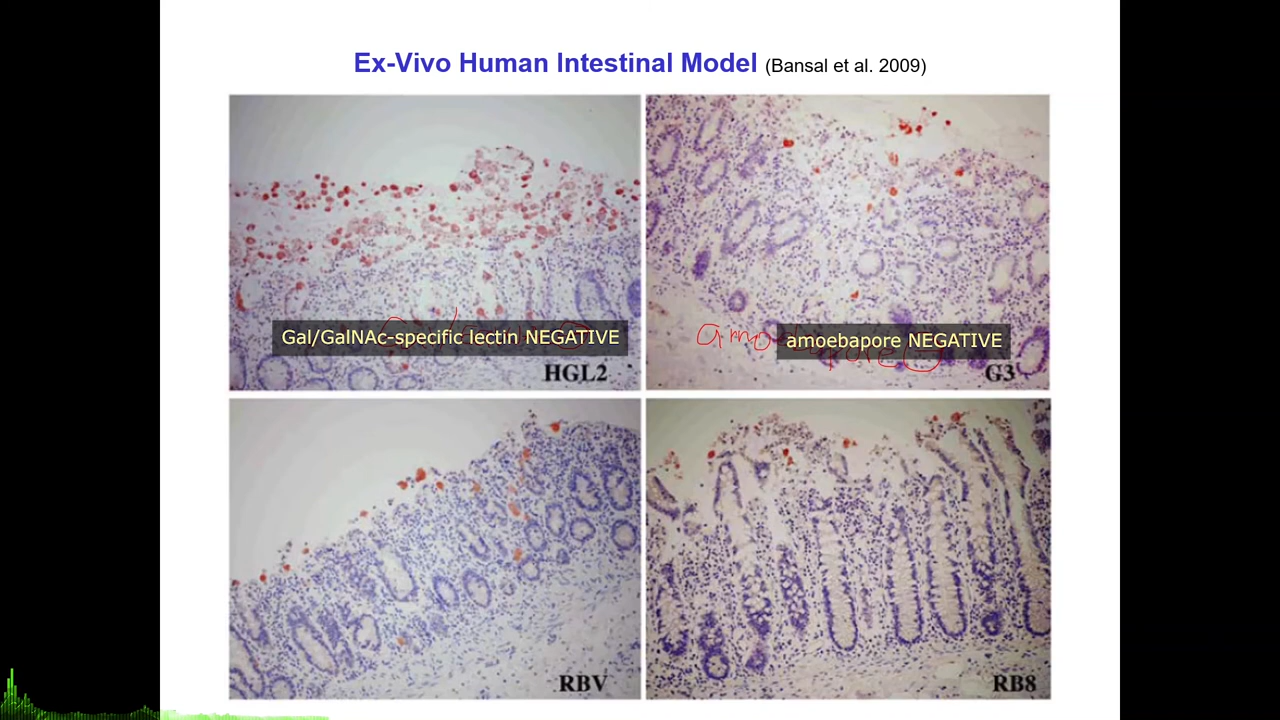 Ex-Vivo Human Intestinal Model (Bansal et al. 2009)
Gal/GalNAc-specific lectin NEGATIVE
HGL2
amoebapore NEGATIVE
G3
RBV
RB8